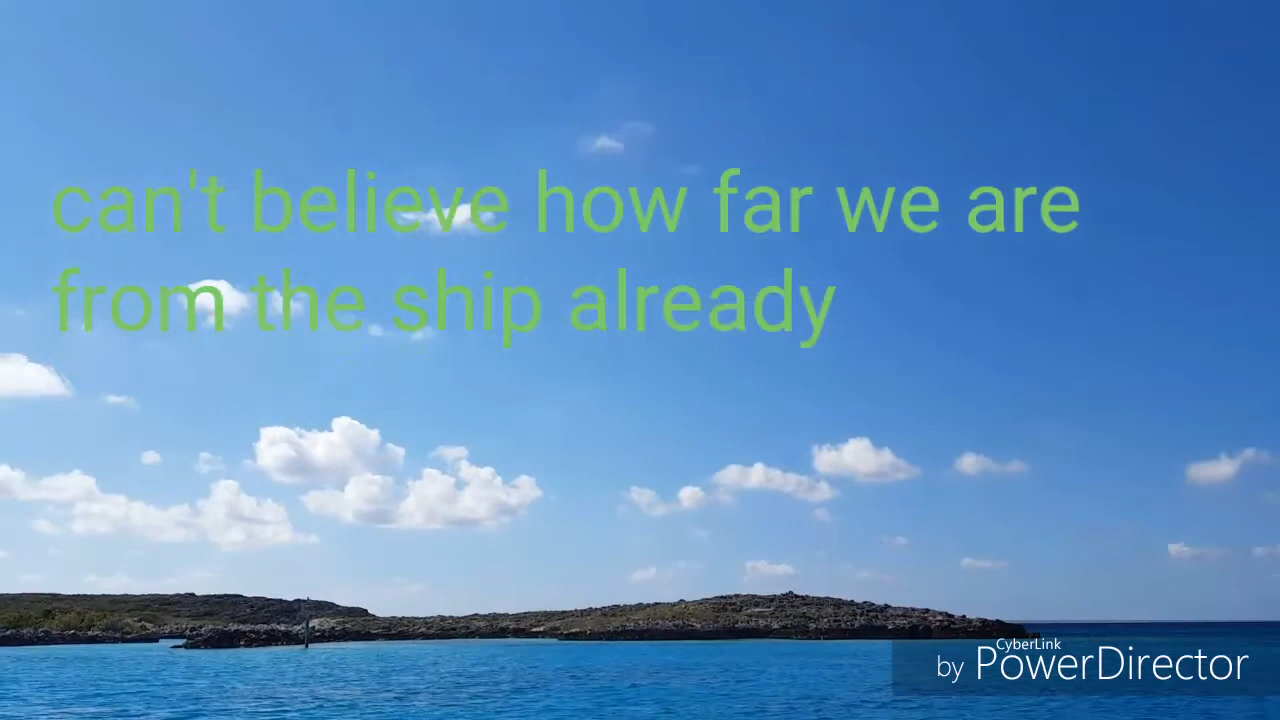 can't believe how far we are
from the ship already
CyberLink
by PowerDirector